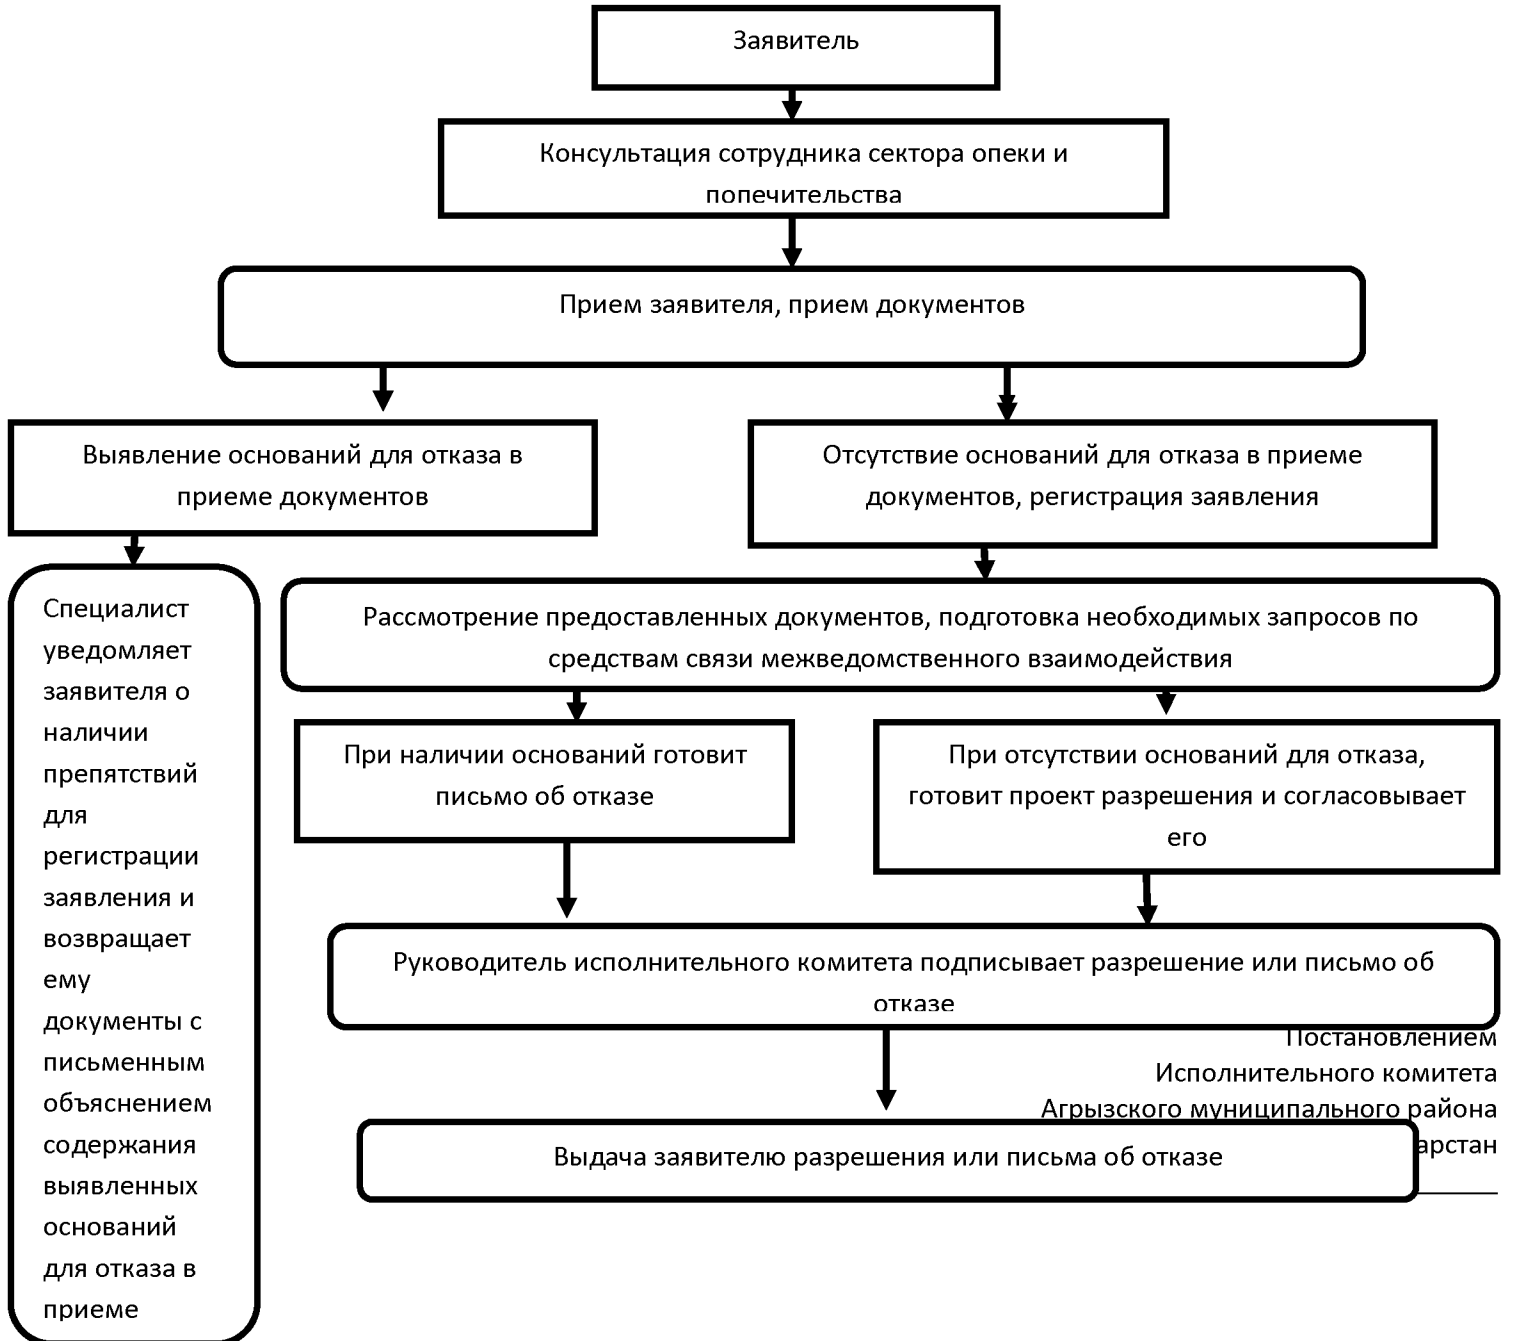 Заявитель
Консультация сотрудника сектора опеки и
попечительства
Прием заявителя, прием документов
Выявление оснований для отказа в
приеме документов
Отсутствие оснований для отказа в приеме
документов, регистрация заявления
Специалист
уведомляет
заявителя о
наличии
препятствий
для
регистрации
заявления и
возвращает
ему
документы с
письменным
объяснением
содержания
выявленных
оснований
для отказа в
приеме
Рассмотрение предоставленных документов, подготовка необходимых запросов по
средствам связи межведомственного взаимодействия
При наличии оснований готовит
письмо об отказе
При отсутствии оснований для отказа,
готовит проект разрешения и согласовывает
его
Руководитель исполнительного комитета подписывает разрешение или письмо об
отказе
Постановлением
Исполнительного комитета
Агрызского муниципального района
арстан
Выдача заявителю разрешения или письма об отказе